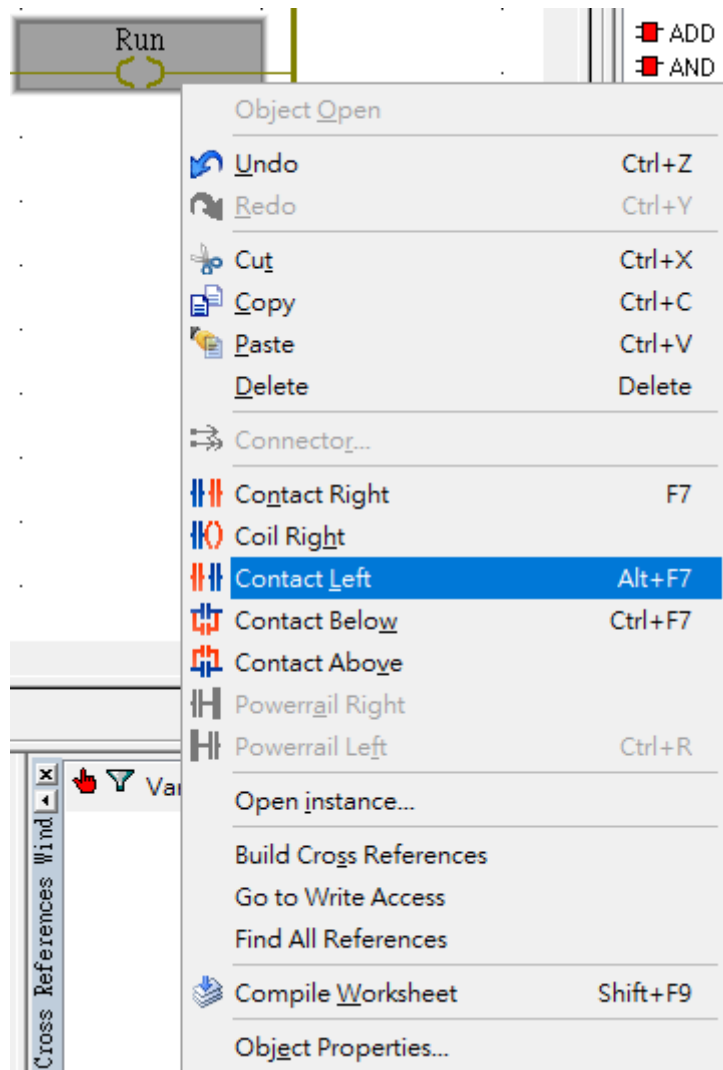 Run
ADD
AND
Object Open
Undo Ctrl+Z
Redo Ctrl+Y
Cut Ctrl+X
Copy Ctrl+C
Paste Ctrl+V
Delete Delete
Connector...
Contact Right F7
Coil Right
Contact Left Alt+F7
Contact Below Ctrl+F7
Contact Above
Powerrail Right
Powerrail Left Ctrl+R
Open instance...
Build Cross References
Go to Write Access
Find All References
Compile Worksheet Shift+F9
Object Properties...
Var
Cross References Wind